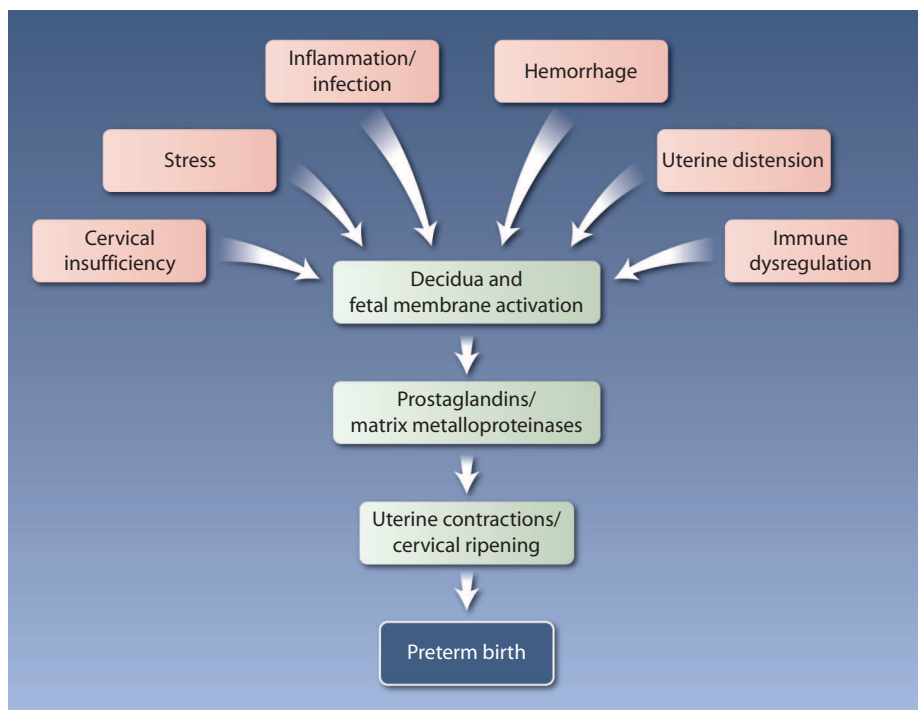 Inflammation/
infection
Hemorrhage
Stress
Uterine distension
Cervical
insufficiency
Immune
dysregulation
Decidua and
fetal membrane activation
Prostaglandins/
matrix metalloproteinases
Uterine contractions/
cervical ripening
Preterm birth